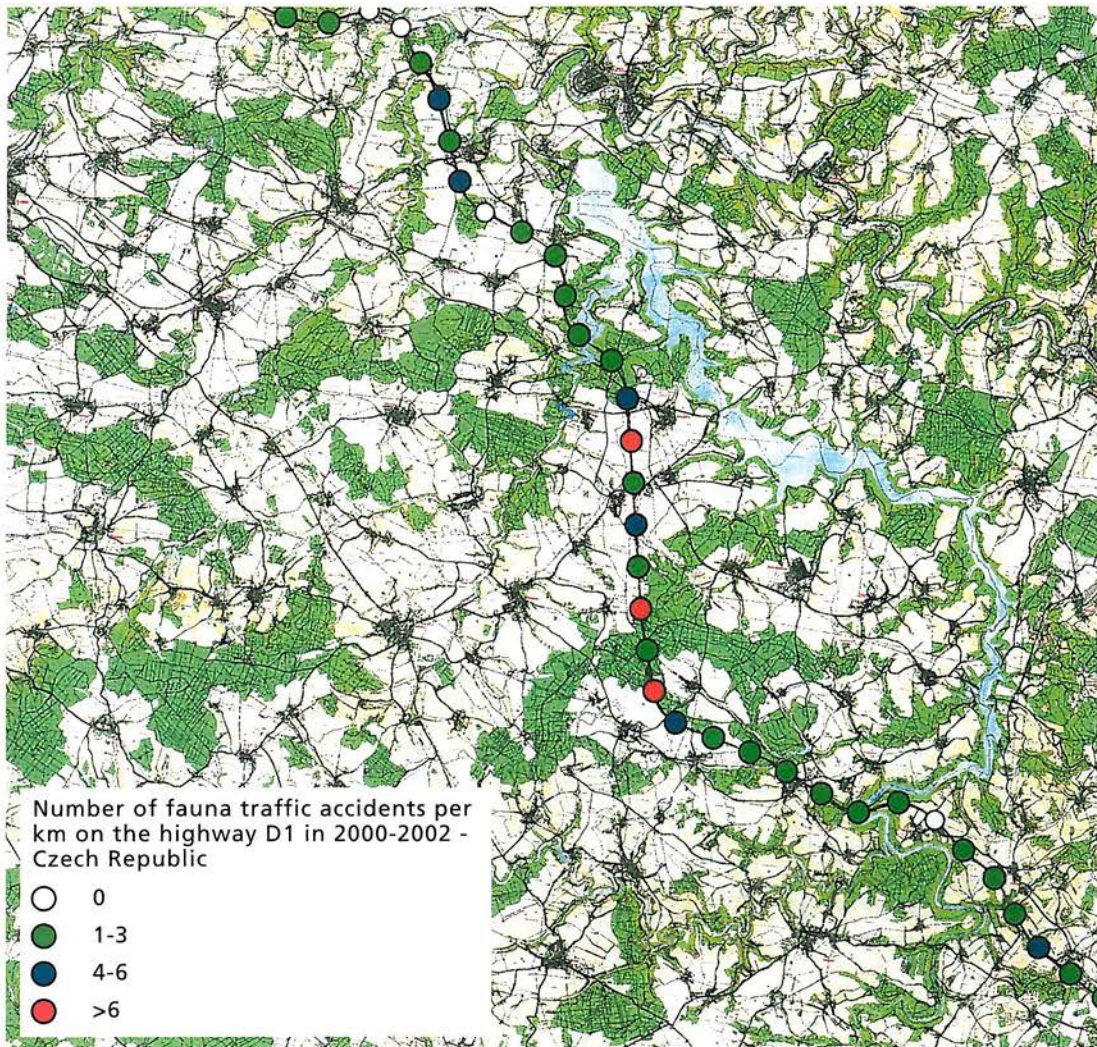 Number of fauna traffic accidents per
km on the highway D1 in 2000-2002 -
Czech Republic
0
1-3
4-6
>6